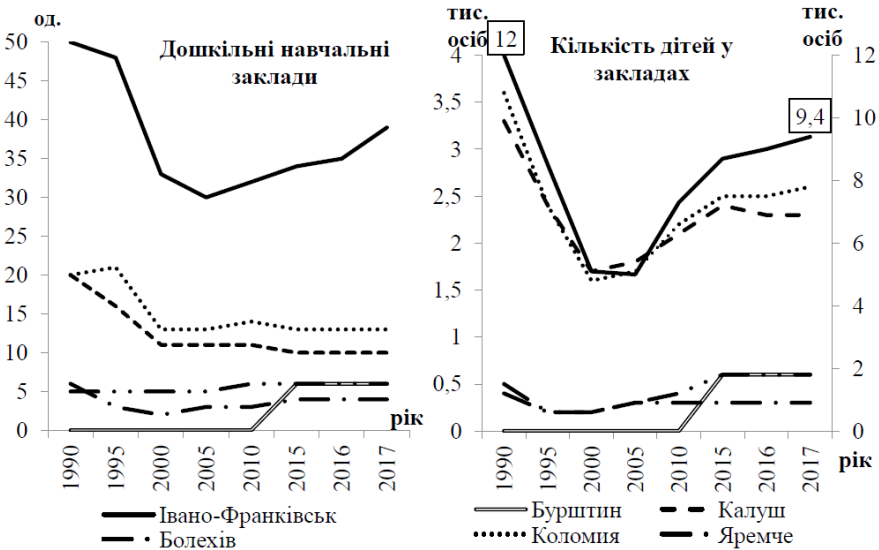 од.
Дошкільні навчальні
заклади
50
45
40
35
30
25
20
15
10
5
0
рік
1990
1995
2000
2005
2010
2015
2016
2017
Івано-Франківськ
Болехів
тис.
осіб
тис.
осіб
Кількість дітей у
закладах
12
9,4
4
3,5
3
2,5
2
1,5
1
0,5
0
12
10
8
6
4
2
0
рік
1990
1995
2000
2005
2010
2015
2016
2017
Бурштин
Калуш
Коломия
Яремче